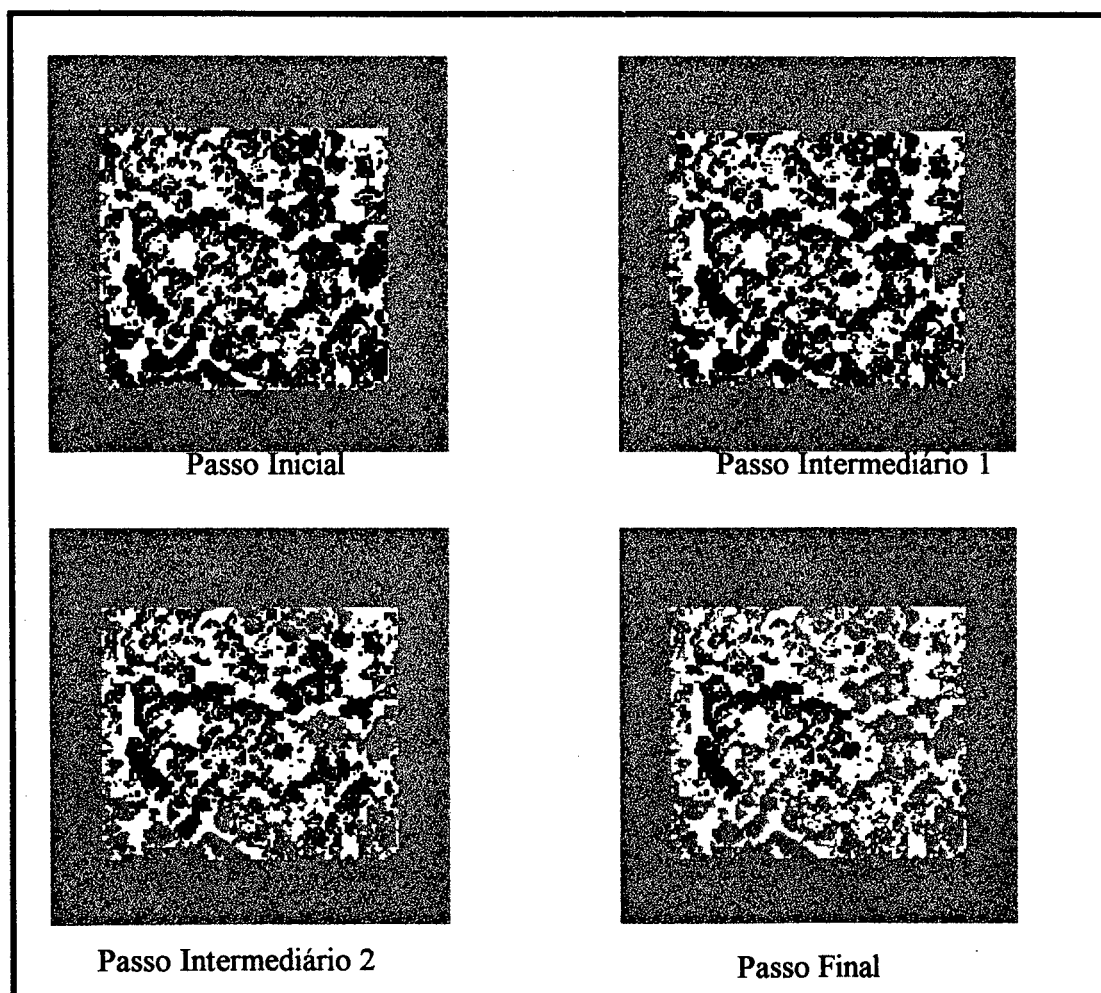 Passo Inicial
Passo Intermediário 1
Passo Intermediário 2
Passo Final